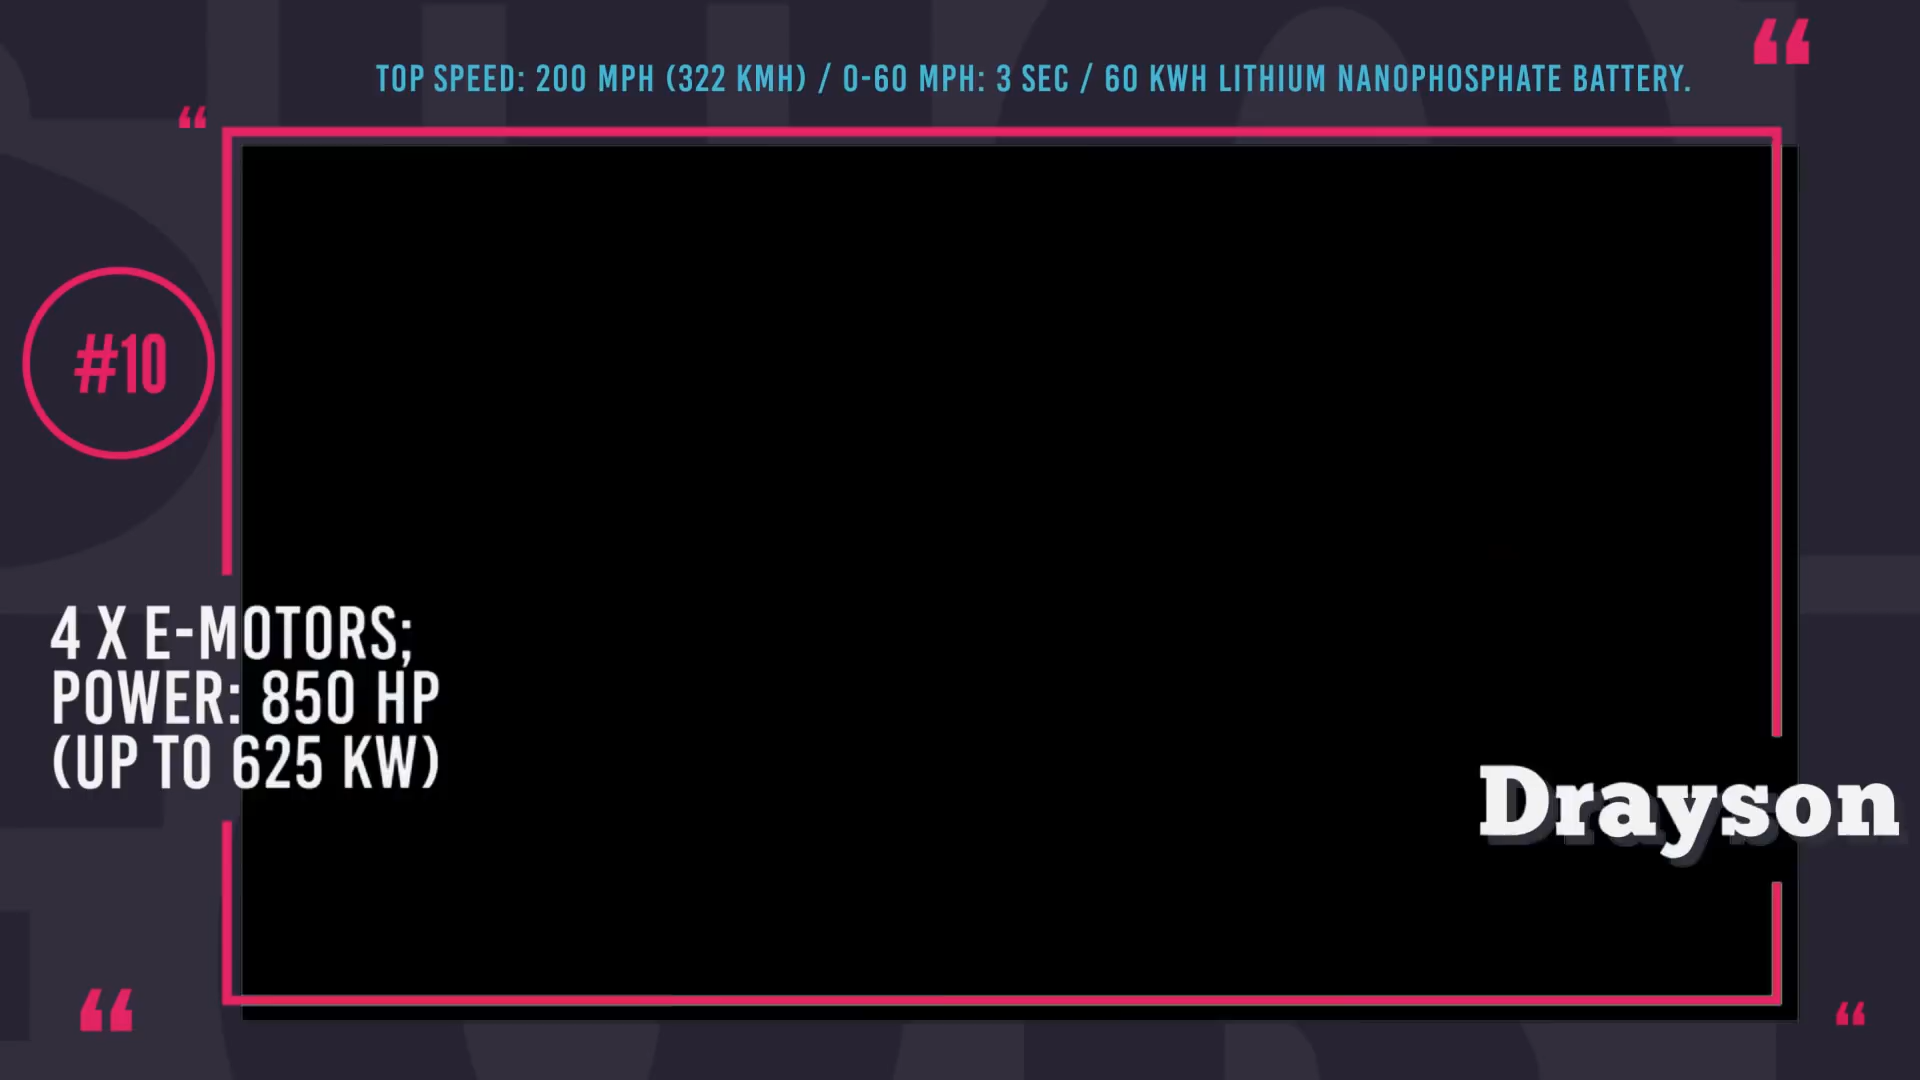 TOP SPEED: 200 MPH (322 KMH) / 0-60 MPH: 3 SEC / 60 KWH LITHIUM NANOPHOSPHATE BATTERY.
#10
4 X E-MOTORS;
POWER: 850 HP
(UP TO 625 KW)
Drayson